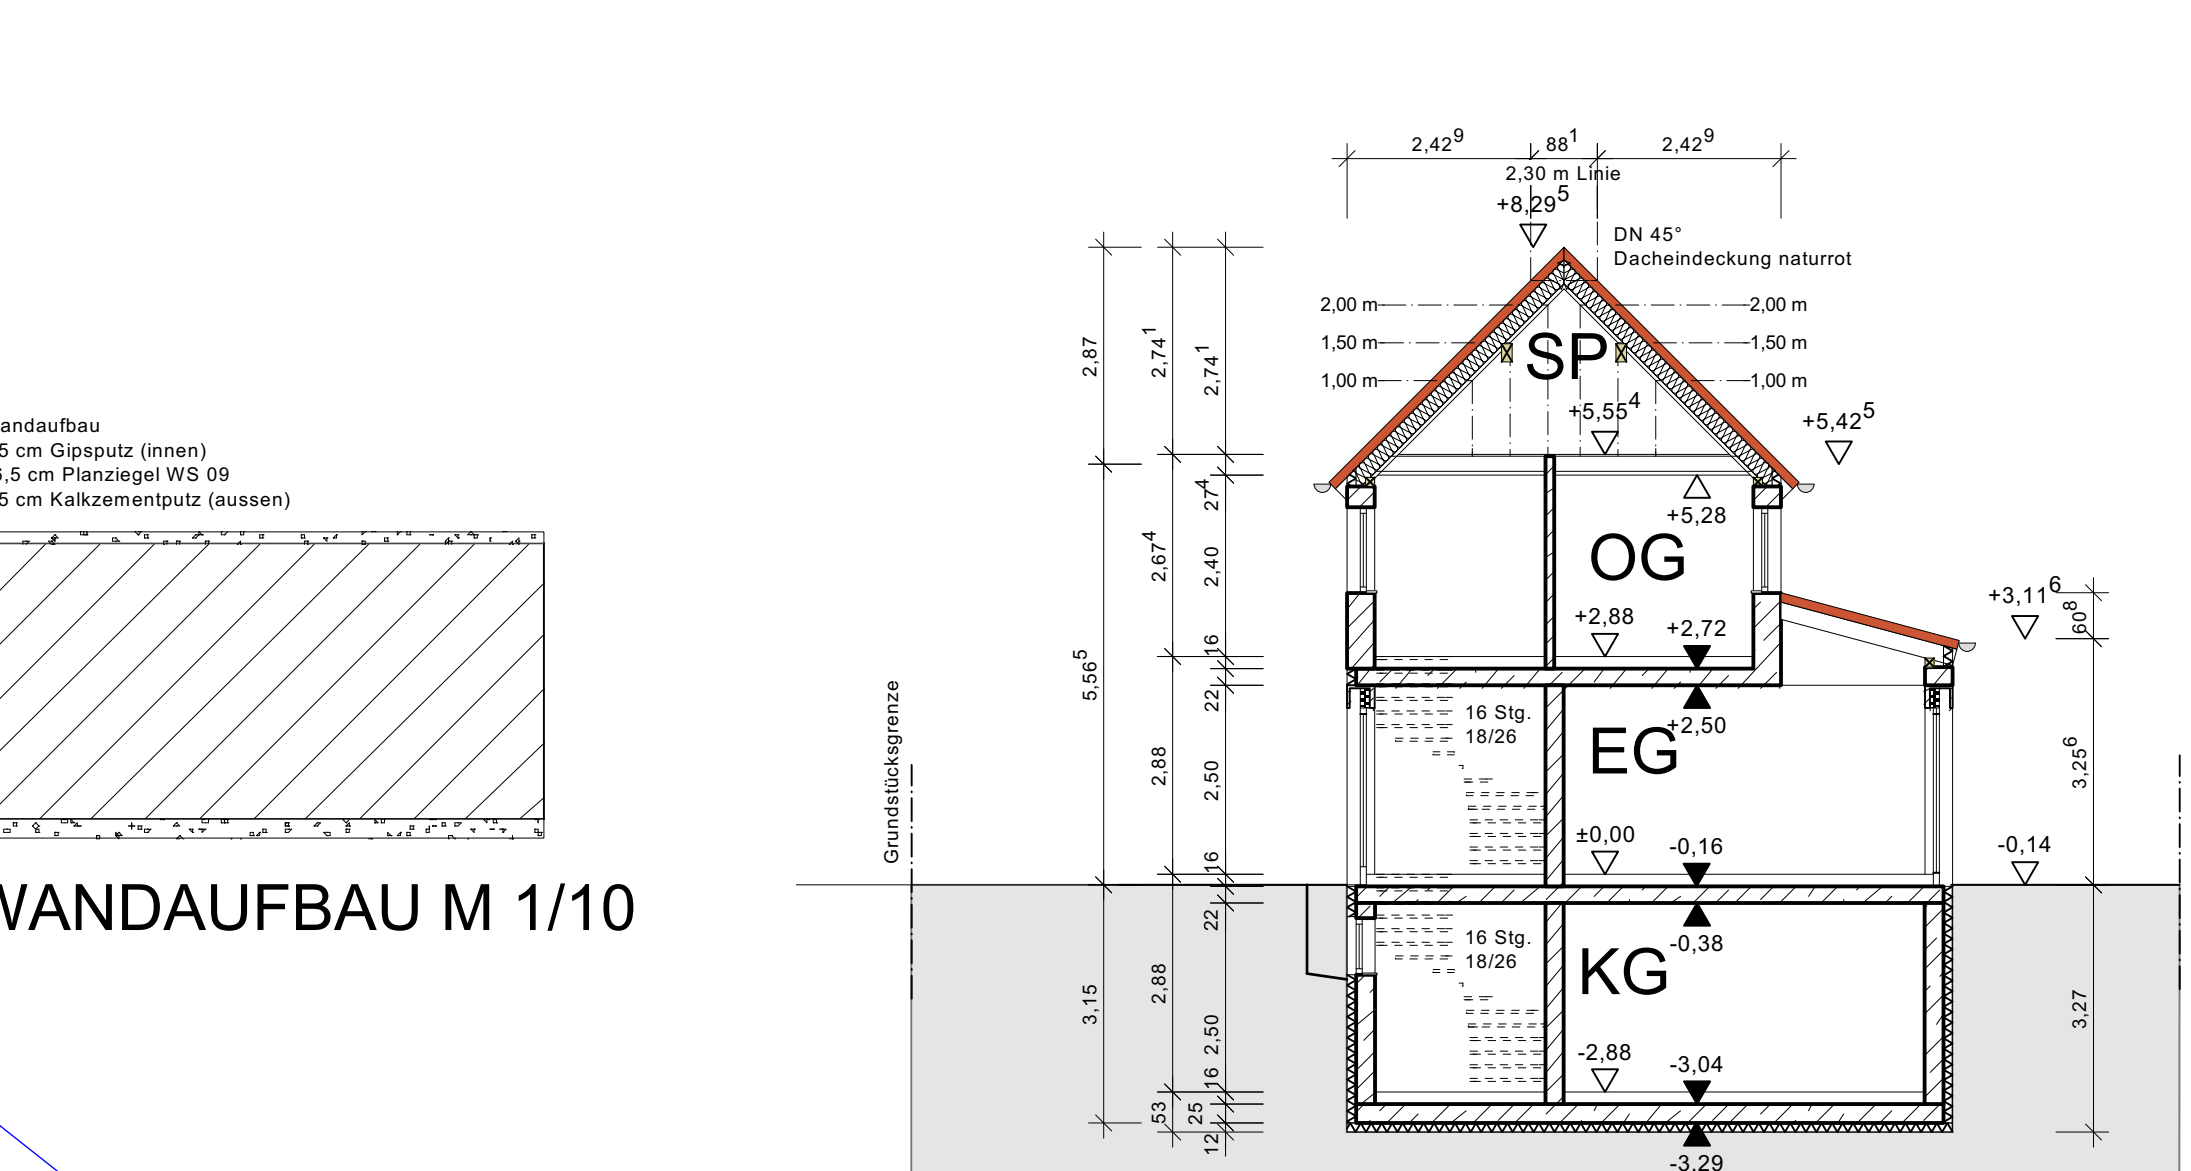 andaufbau
5 cm Gipsputz (innen)
6,5 cm Planziegel WS 09
5 cm Kalkzementputz (aussen)
WANDAUFBAU M 1/10
Grundstücksgrenze
2,42⁹ 88¹ 2,42⁹
2,30 m Linie
+8,29⁵
DN 45°
Dacheindeckung naturrot
2,00 m 2,00 m
1,50 m 1,50 m
1,00 m 1,00 m
SP
+5,55⁴
+5,42⁵
+5,28
OG
+2,88
+2,72
+3,11⁶
16 Stg.
18/26
EG
+2,50
±0,00
-0,16
-0,14
16 Stg.
18/26
KG
-0,38
-2,88
-3,04
-3,29
2,87
5,56⁵
3,15
2,74¹
2,67⁴
2,88
2,88
53
2,74¹
27⁴
2,40
16
22
2,50
16
22
2,50
16
25
12
60⁸
3,25⁶
3,27